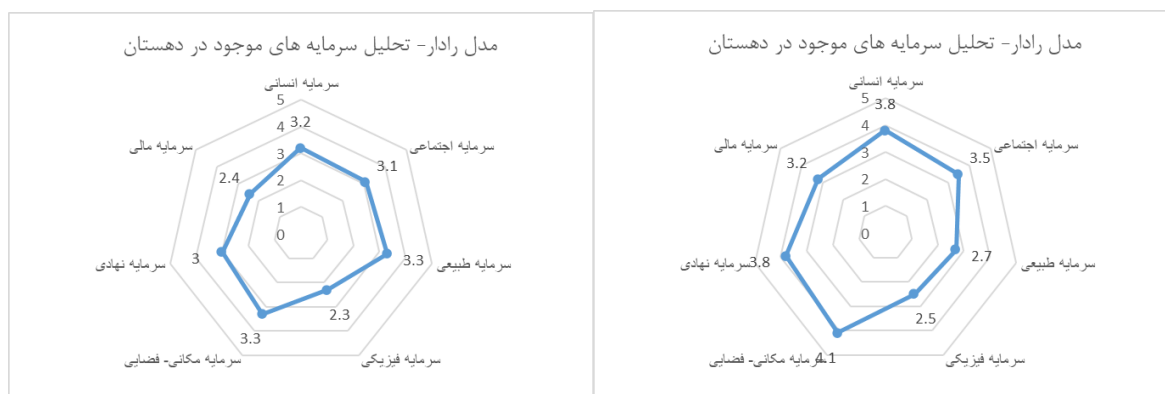 مدل رادار- تحلیل سرمایه های موجود در دهستان
سرمایه انسانی
5
3.2
4
3
2
1
0
سرمایه اجتماعی
3.1
سرمایه طبیعی
3.3
سرمایه فیزیکی
2.3
سرمایه مکانی- فضایی
3.3
سرمایه نهادی
3
سرمایه مالی
2.4
مدل رادار- تحلیل سرمایه های موجود در دهستان
سرمایه انسانی
5
3.8
4
3
2
1
0
سرمایه اجتماعی
3.5
سرمایه طبیعی
2.7
سرمایه فیزیکی
2.5
سرمایه مکانی- فضایی
4.1
سرمایه نهادی
3.8
سرمایه مالی
3.2